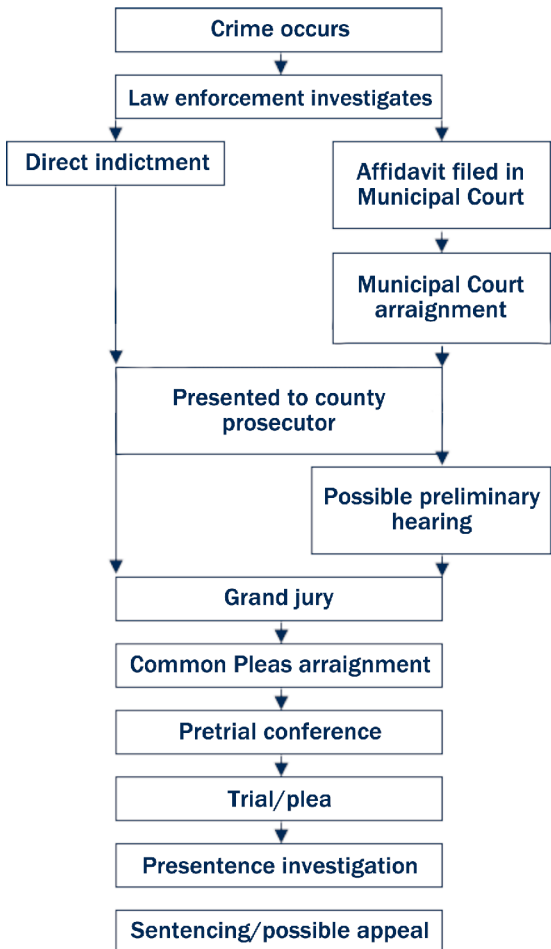 Crime occurs
Law enforcement investigates
Direct indictment
Affidavit filed in
Municipal Court
Municipal Court
arraignment
Presented to county
prosecutor
Possible preliminary
hearing
Grand jury
Common Pleas arraignment
Pretrial conference
Trial/plea
Presentence investigation
Sentencing/possible appeal